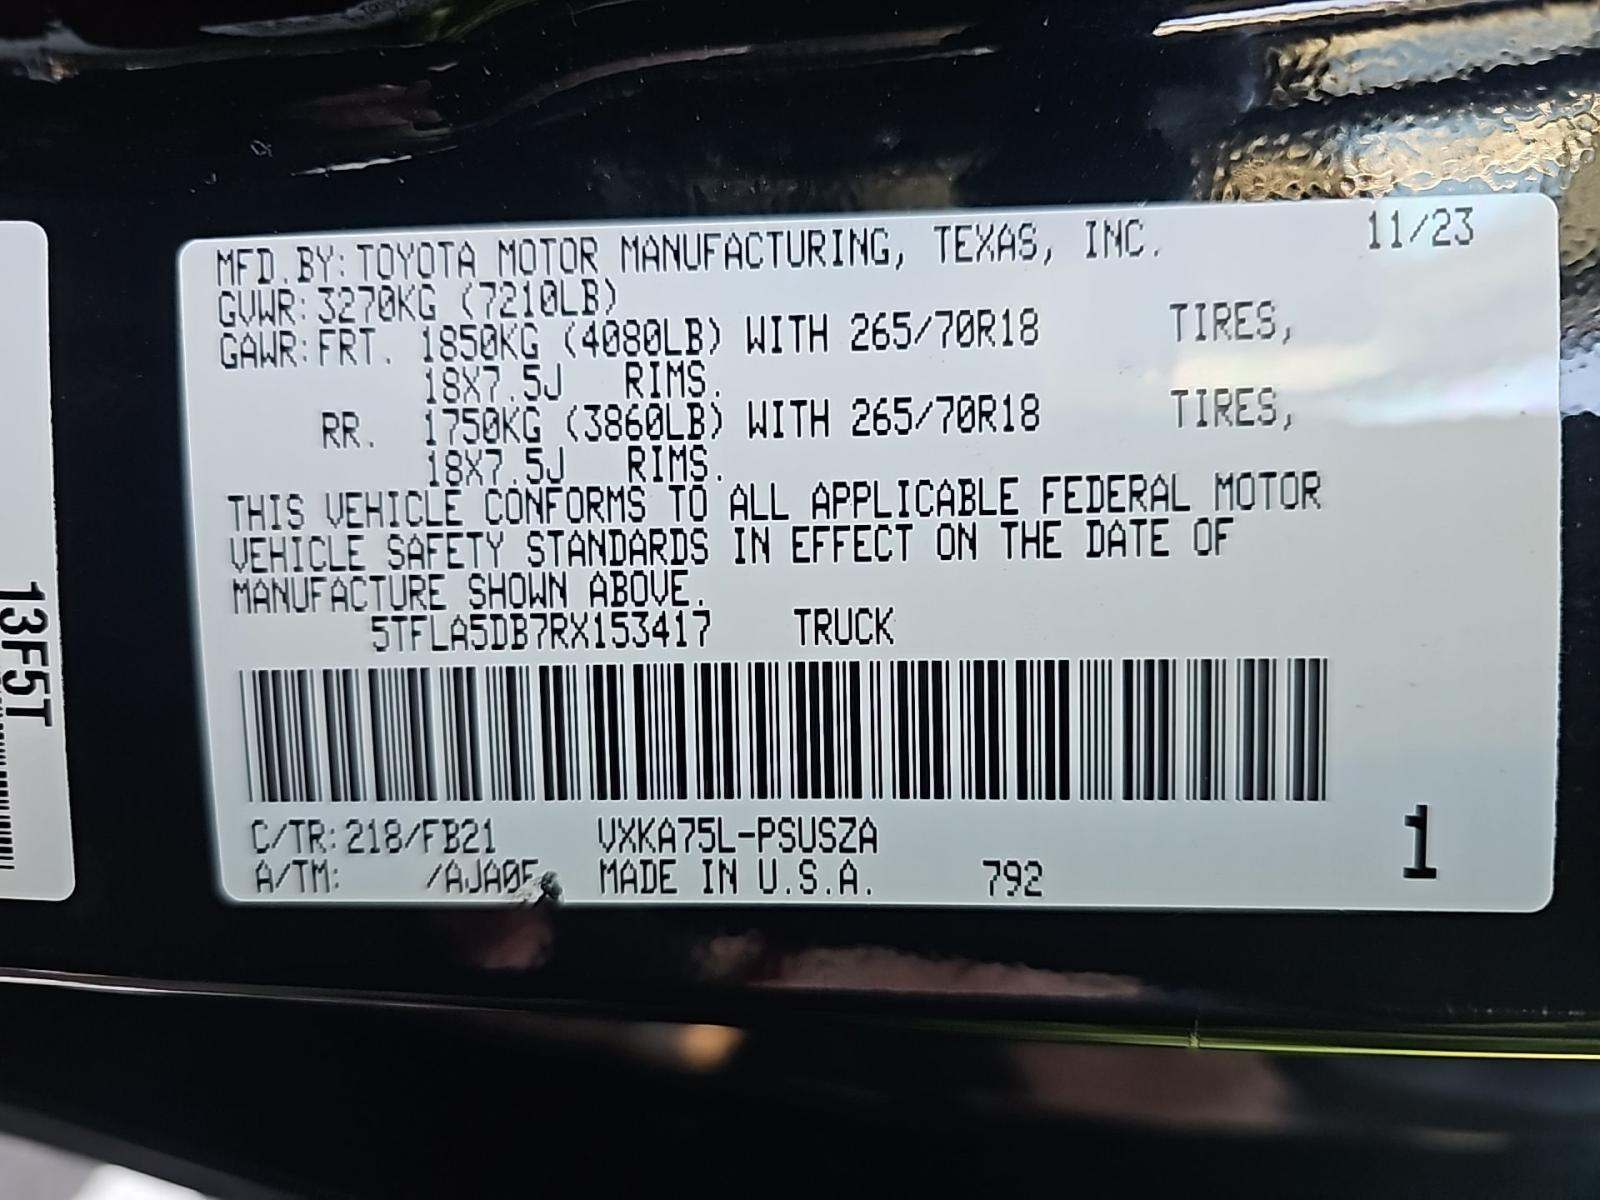 MFD.BY:TOYOTA MOTOR MANUFACTURING, TEXAS, INC. 11/23
GVWR:3270KG (7210LB)
GAWR:FRT. 1850KG (4080LB) WITH 265/70R18 TIRES,
18X7.5J RIMS.
RR. 1750KG (3860LB) WITH 265/70R18 TIRES,
18X7.5J RIMS.
THIS VEHICLE CONFORMS TO ALL APPLICABLE FEDERAL MOTOR
VEHICLE SAFETY STANDARDS IN EFFECT ON THE DATE OF
MANUFACTURE SHOWN ABOVE.
5TFLA5DB7RX153417 TRUCK
C/TR:218/FB21 VXKA75L-PSUSZA
A/TM: /AJA0F MADE IN U.S.A. 792
1
13F5T